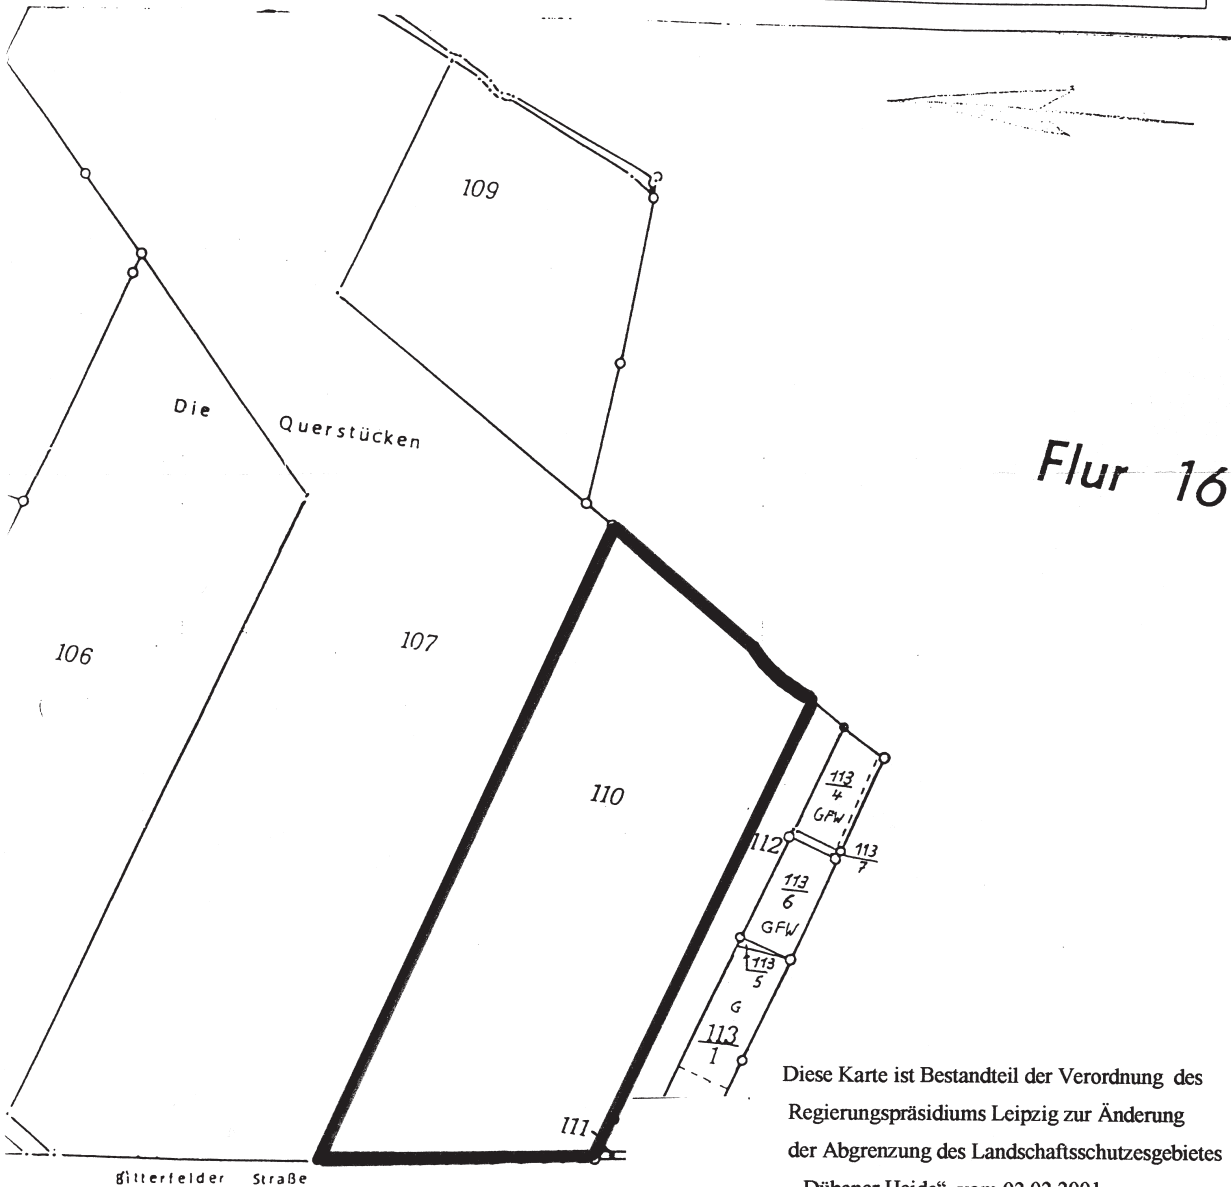 109
Die Querstücken
Flur 16
106
107
110
113
4
GFW
112
113
7
113
6
GFW
113
5
G
113
1
111
Bitterfelder Straße
Diese Karte ist Bestandteil der Verordnung des
Regierungspräsidiums Leipzig zur Änderung
der Abgrenzung des Landschaftsschutzesgebietes